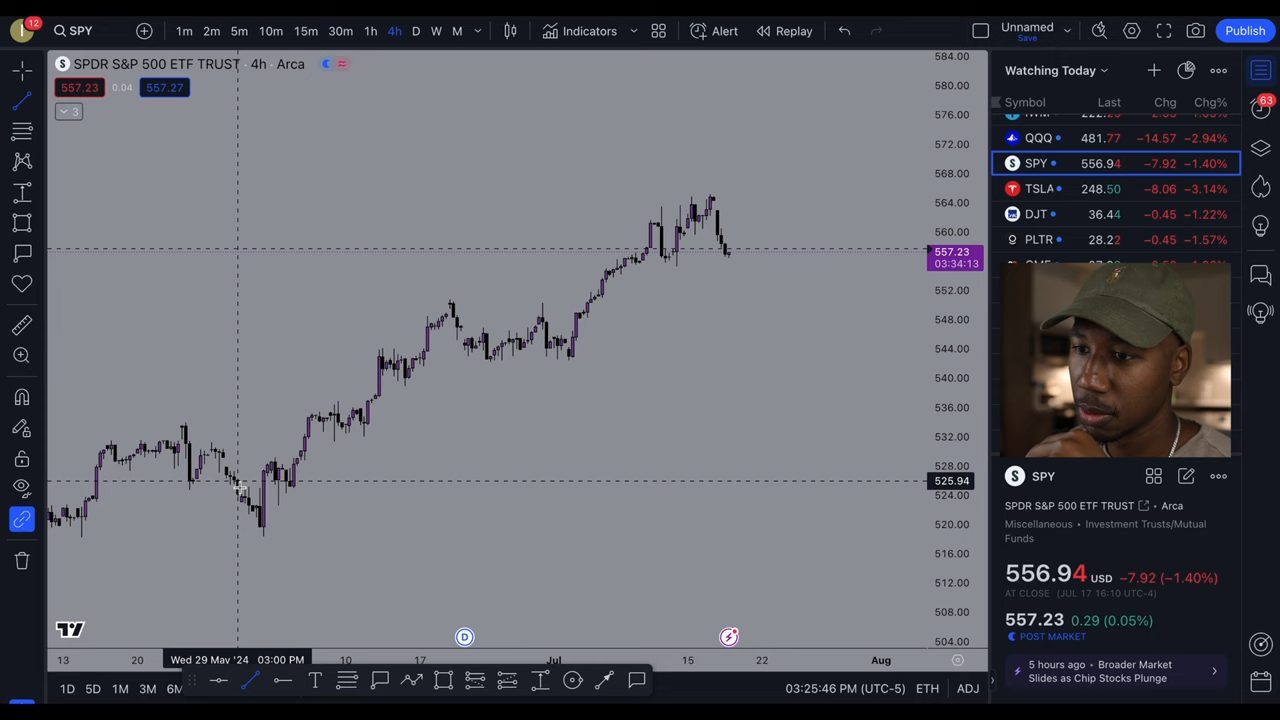 I
12
SPY
1m 2m 5m 10m 15m 30m 1h 4h D W M
Indicators
Alert
Replay
Unnamed
Save
Publish
S SPDR S&P 500 ETF TRUST · 4h · Arca
557.23 0.04 557.27
3
584.00
580.00
576.00
572.00
568.00
564.00
560.00
557.23
03:34:13
552.00
548.00
544.00
540.00
536.00
532.00
528.00
525.94
524.00
520.00
516.00
512.00
508.00
504.00
D
13 20 Wed 29 May '24 03:00 PM 10 17 Jul 15 22 Aug
1D 5D 1M 3M 6M
03:25:46 PM (UTC-5) ETH ADJ
Watching Today
63
Symbol Last Chg Chg%
QQQ 481.77 −14.57 −2.94%
S SPY 556.94 −7.92 −1.40%
TSLA 248.50 −8.06 −3.14%
DJT 36.44 −0.45 −1.22%
PLTR 28.22 −0.45 −1.57%
S SPY
SPDR S&P 500 ETF TRUST · Arca
Miscellaneous · Investment Trusts/Mutual
Funds
556.94 USD −7.92 (−1.40%)
AT CLOSE (JUL 17 16:10 UTC-4)
557.23 0.29 (0.05%)
POST MARKET
5 hours ago · Broader Market
Slides as Chip Stocks Plunge